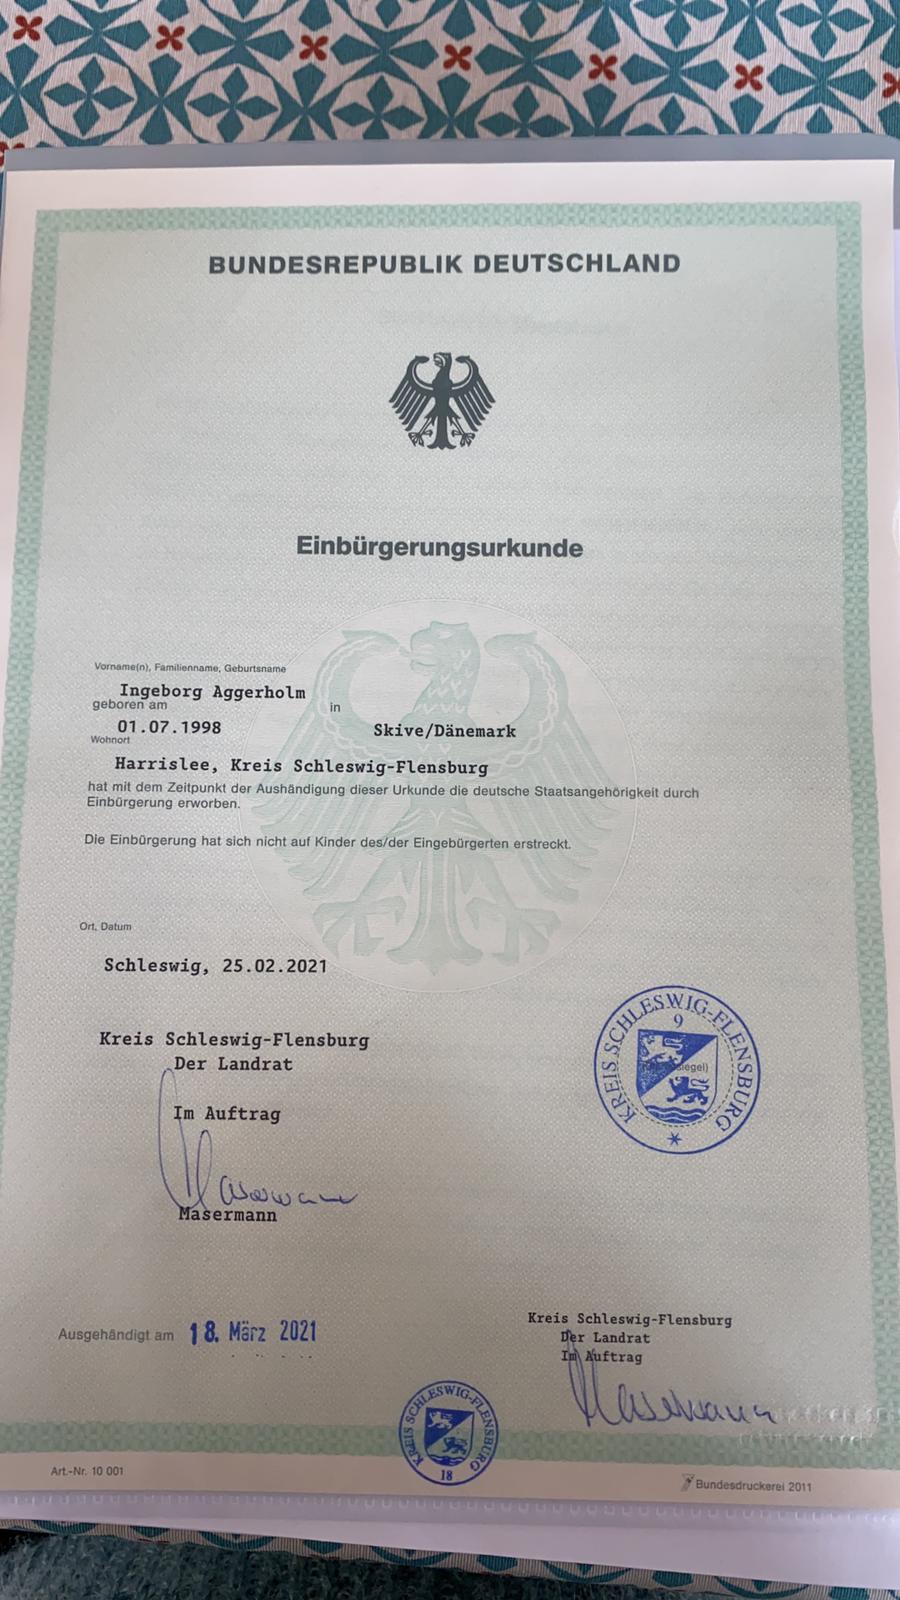 BUNDESREPUBLIK DEUTSCHLAND
Einbürgerungsurkunde
Vorname(n), Familienname, Geburtsname
Ingeborg Aggerholm
geboren am in
01.07.1998 Skive/Dänemark
Wohnort
Harrislee, Kreis Schleswig-Flensburg
hat mit dem Zeitpunkt der Aushändigung dieser Urkunde die deutsche Staatsangehörigkeit durch
Einbürgerung erworben.
Die Einbürgerung hat sich nicht auf Kinder des/der Eingebürgerten erstreckt.
Ort, Datum
Schleswig, 25.02.2021
Kreis Schleswig-Flensburg
Der Landrat
Im Auftrag
Masermann
KREIS SCHLESWIG-FLENSBURG
9
Ausgehändigt am 18. März 2021
Kreis Schleswig-Flensburg
Der Landrat
Im Auftrag
KREIS SCHLESWIG-FLENSBURG
18
Art.-Nr. 10 001
Bundesdruckerei 2011